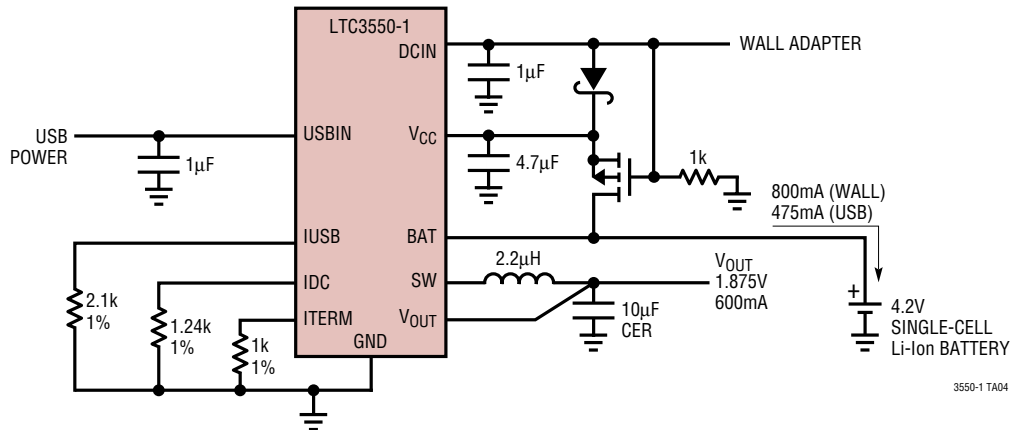 LTC3550-1
DCIN
WALL ADAPTER
1μF
USB
POWER
USBIN
VCC
1μF
4.7μF
1k
800mA (WALL)
475mA (USB)
IUSB
BAT
2.2μH
IDC
SW
VOUT
1.875V
600mA
2.1k
1%
1.24k
1%
ITERM
VOUT
10μF
CER
+
4.2V
SINGLE-CELL
Li-Ion BATTERY
1k
1%
GND
3550-1 TA04